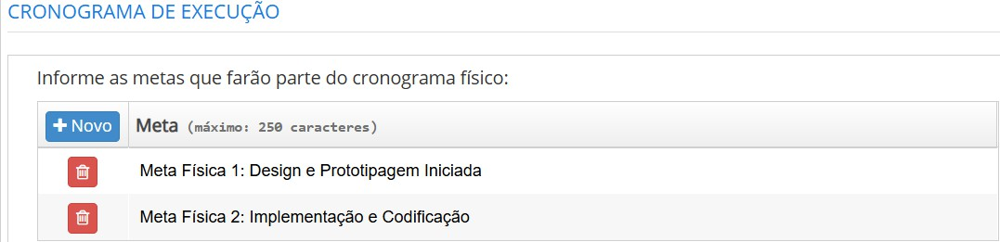 CRONOGRAMA DE EXECUÇÃO
Informe as metas que farão parte do cronograma físico:
+ Novo Meta (máximo: 250 caracteres)
Meta Física 1: Design e Prototipagem Iniciada
Meta Física 2: Implementação e Codificação